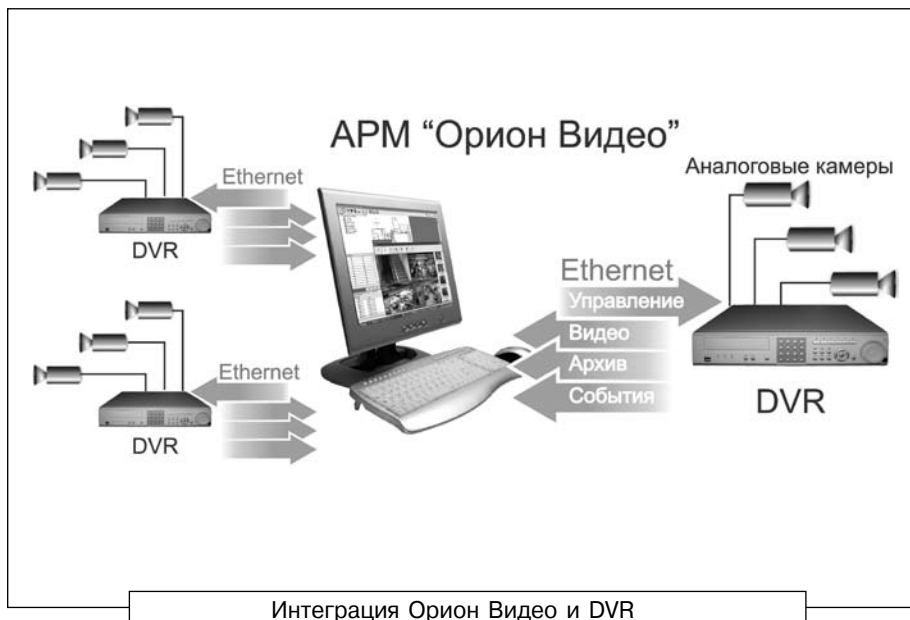 АРМ “Орион Видео”
Ethernet
DVR
Ethernet
DVR
Аналоговые камеры
Ethernet
Управление
Видео
Архив
События
DVR
Интеграция Орион Видео и DVR